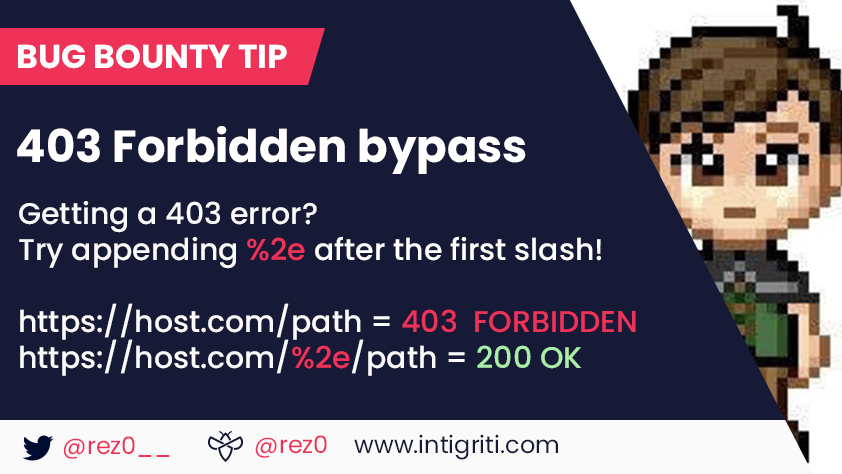 BUG BOUNTY TIP
403 Forbidden bypass
Getting a 403 error?
Try appending %2e after the first slash!
https://host.com/path = 403 FORBIDDEN
https://host.com/%2e/path = 200 OK
@rez0__ @rez0 www.intigriti.com